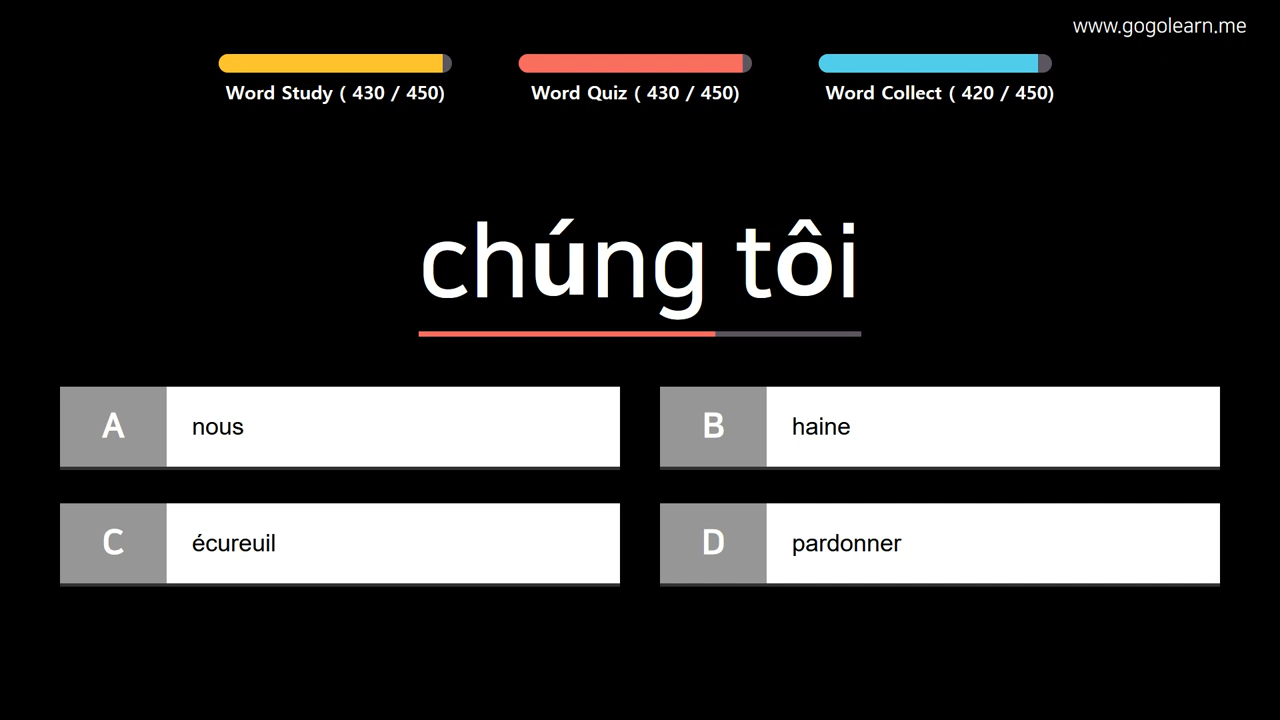 www.gogolearn.me
Word Study ( 430 / 450)
Word Quiz ( 430 / 450)
Word Collect ( 420 / 450)
chúng tôi
A
nous
B
haine
C
écureuil
D
pardonner